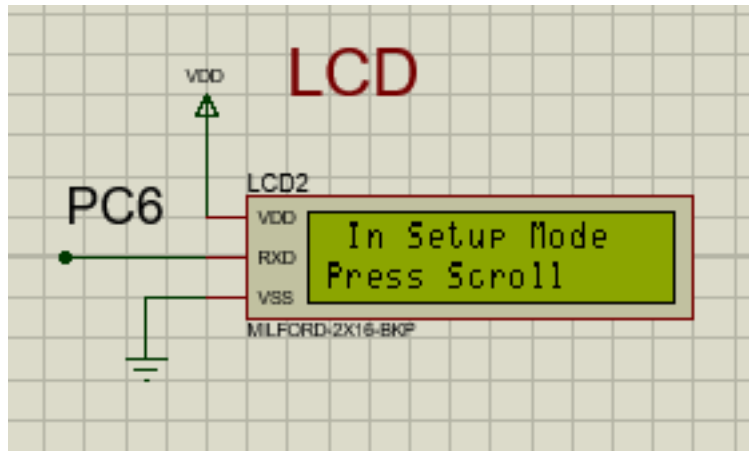 LCD
VDD
LCD2
PC6
VDD
In Setup Mode
RXD
Press Scroll
VSS
MILFORD-2X16-BKP